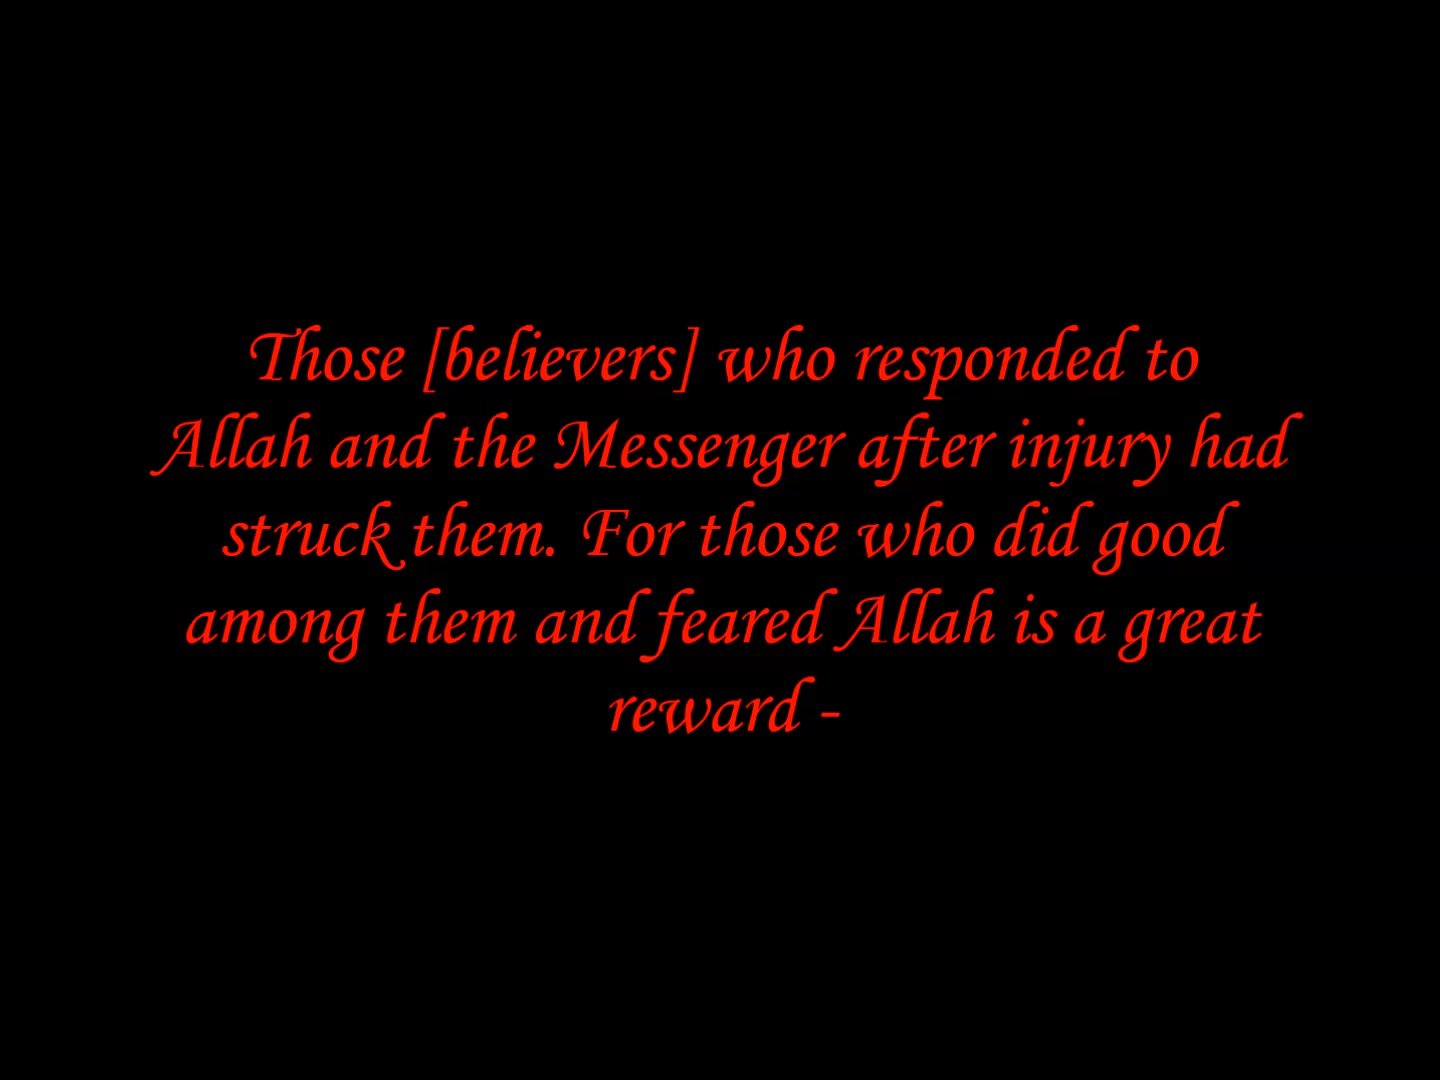 Those [believers] who responded to
Allah and the Messenger after injury had
struck them. For those who did good
among them and feared Allah is a great
reward -